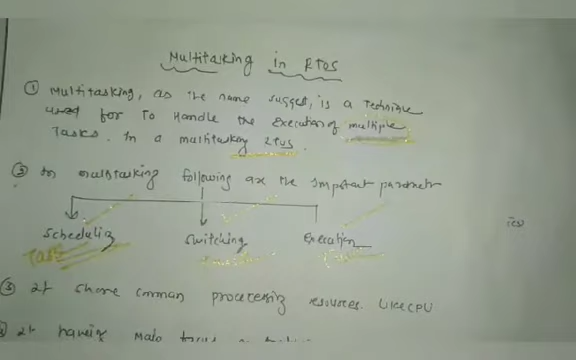 Multitasking in RTOS
① Multitasking, as the name suggest, is a Technique
used for To Handle the Execution of multiple
Tasks. In a multitasking RTOS.
② In multitasking following are the important parameter
Scheduling Switching Execution
Task
③ It share common processing resources. Like CPU
It having main focus